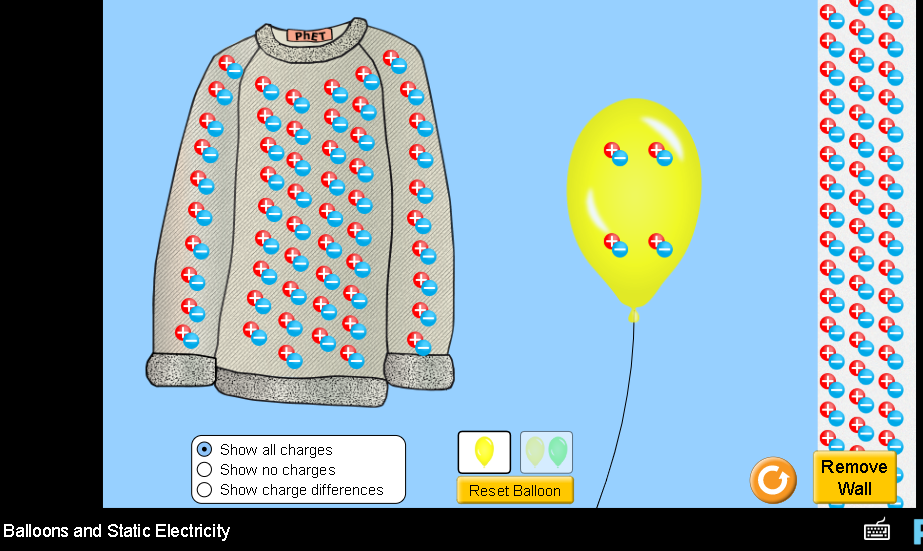 PhET
Show all charges
Show no charges
Show charge differences
Reset Balloon
Remove
Wall
Balloons and Static Electricity